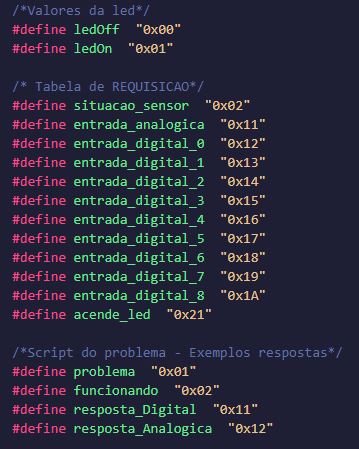 /*Valores da led*/
#define ledOff "0x00"
#define ledOn "0x01"
/* Tabela de REQUISICAO*/
#define situacao_sensor "0x02"
#define entrada_analogica "0x11"
#define entrada_digital_0 "0x12"
#define entrada_digital_1 "0x13"
#define entrada_digital_2 "0x14"
#define entrada_digital_3 "0x15"
#define entrada_digital_4 "0x16"
#define entrada_digital_5 "0x17"
#define entrada_digital_6 "0x18"
#define entrada_digital_7 "0x19"
#define entrada_digital_8 "0x1A"
#define acende_led "0x21"
/*Script do problema - Exemplos respostas*/
#define problema "0x01"
#define funcionando "0x02"
#define resposta_Digital "0x11"
#define resposta_Analogica "0x12"